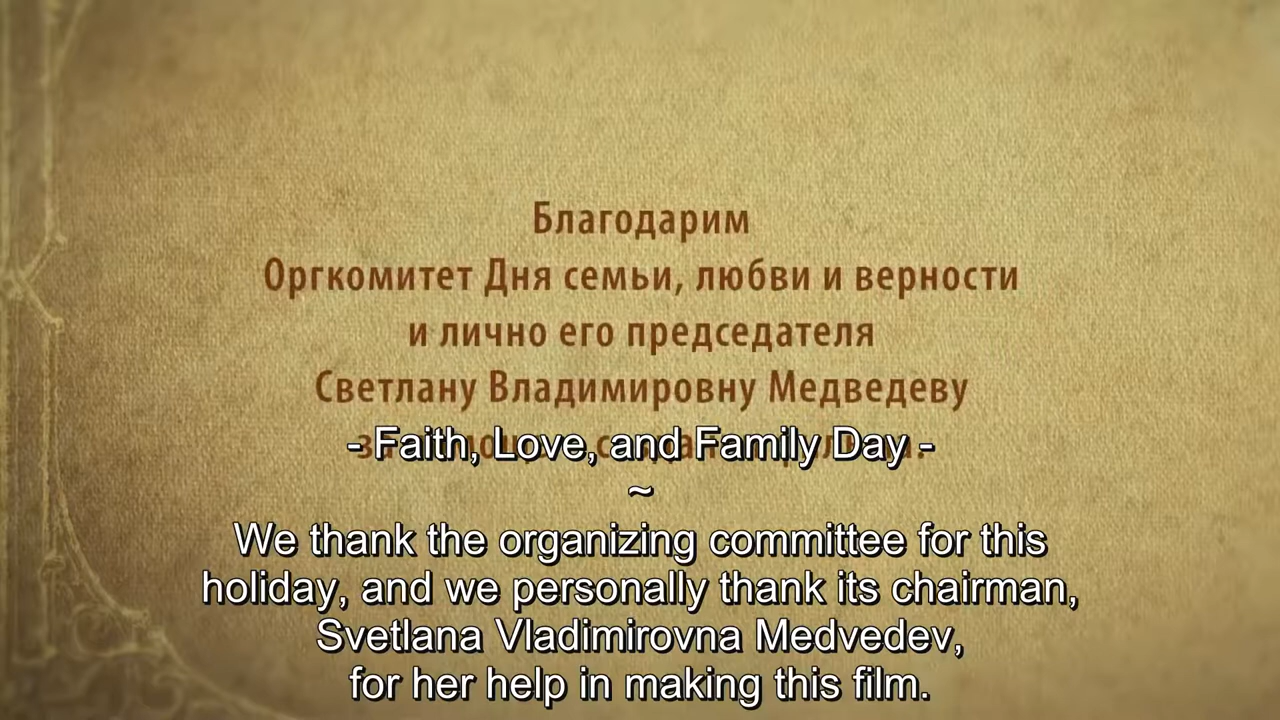 Благодарим
Оргкомитет Дня семьи, любви и верности
и лично его председателя
Светлану Владимировну Медведеву
- Faith, Love, and Family Day -
~
We thank the organizing committee for this
holiday, and we personally thank its chairman,
Svetlana Vladimirovna Medvedev,
for her help in making this film.